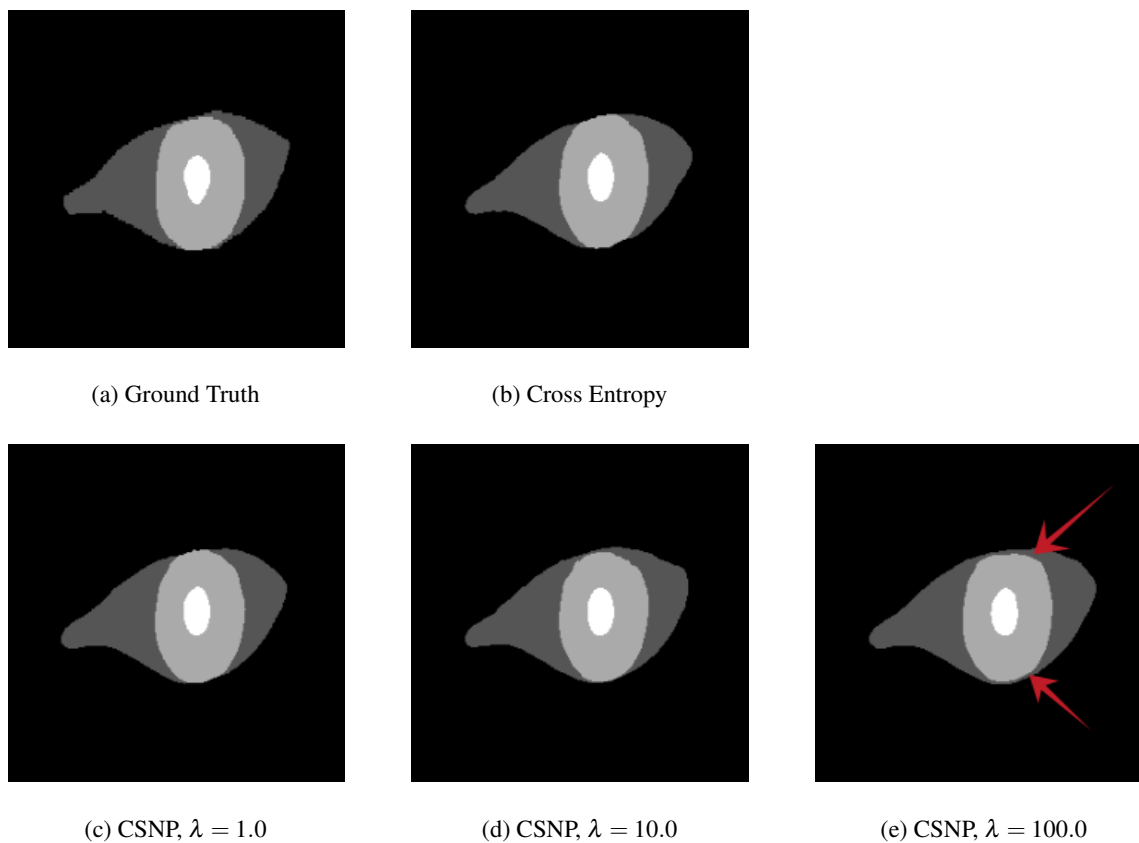 (a) Ground Truth
(b) Cross Entropy
(c) CSNP, λ = 1.0
(d) CSNP, λ = 10.0
(e) CSNP, λ = 100.0